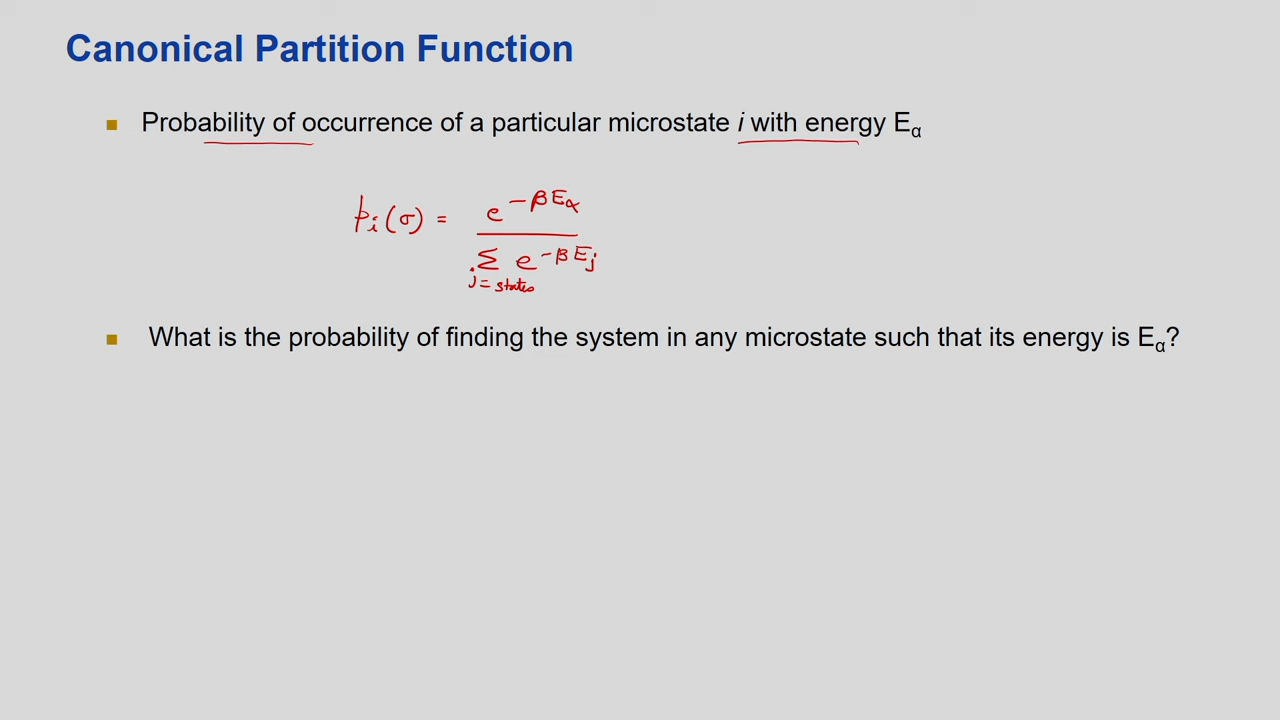 Canonical Partition Function
Probability of occurrence of a particular microstate i with energy Eα
pi(σ) = e^-βEα / Σ e^-βEj
j = states
What is the probability of finding the system in any microstate such that its energy is Eα?